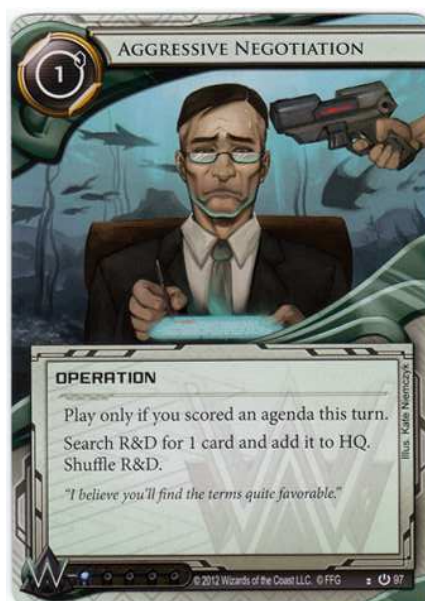 1
AGGRESSIVE NEGOTIATION
OPERATION
Play only if you scored an agenda this turn.
Search R&D for 1 card and add it to HQ.
Shuffle R&D.
"I believe you'll find the terms quite favorable."
Illus. Kate Niemczyk
© 2012 Wizards of the Coast LLC. © FFG
97